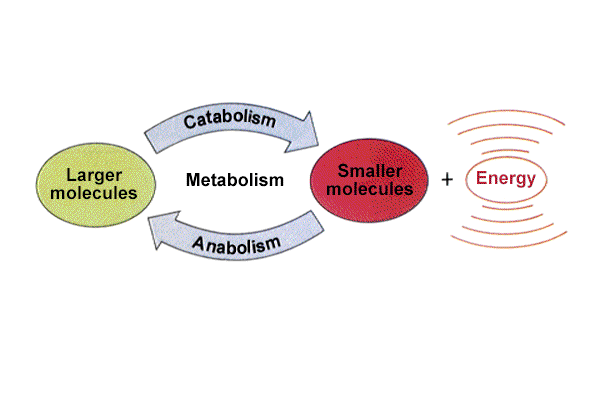 Catabolism
Larger
molecules
Metabolism
Smaller
molecules
+
Energy
Anabolism